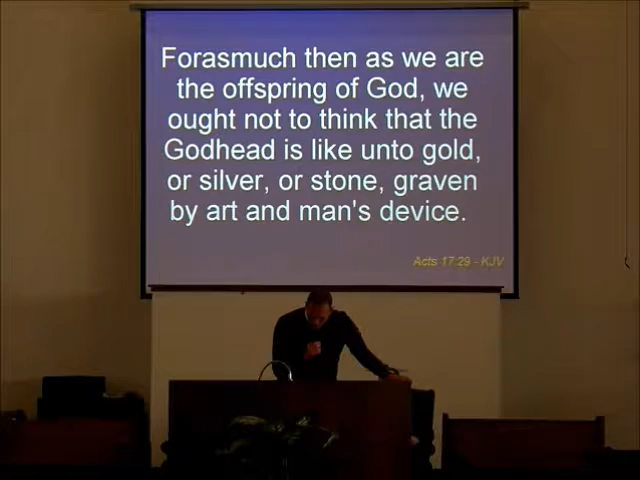 Forasmuch then as we are
the offspring of God, we
ought not to think that the
Godhead is like unto gold,
or silver, or stone, graven
by art and man's device.
Acts 17:29 - KJV